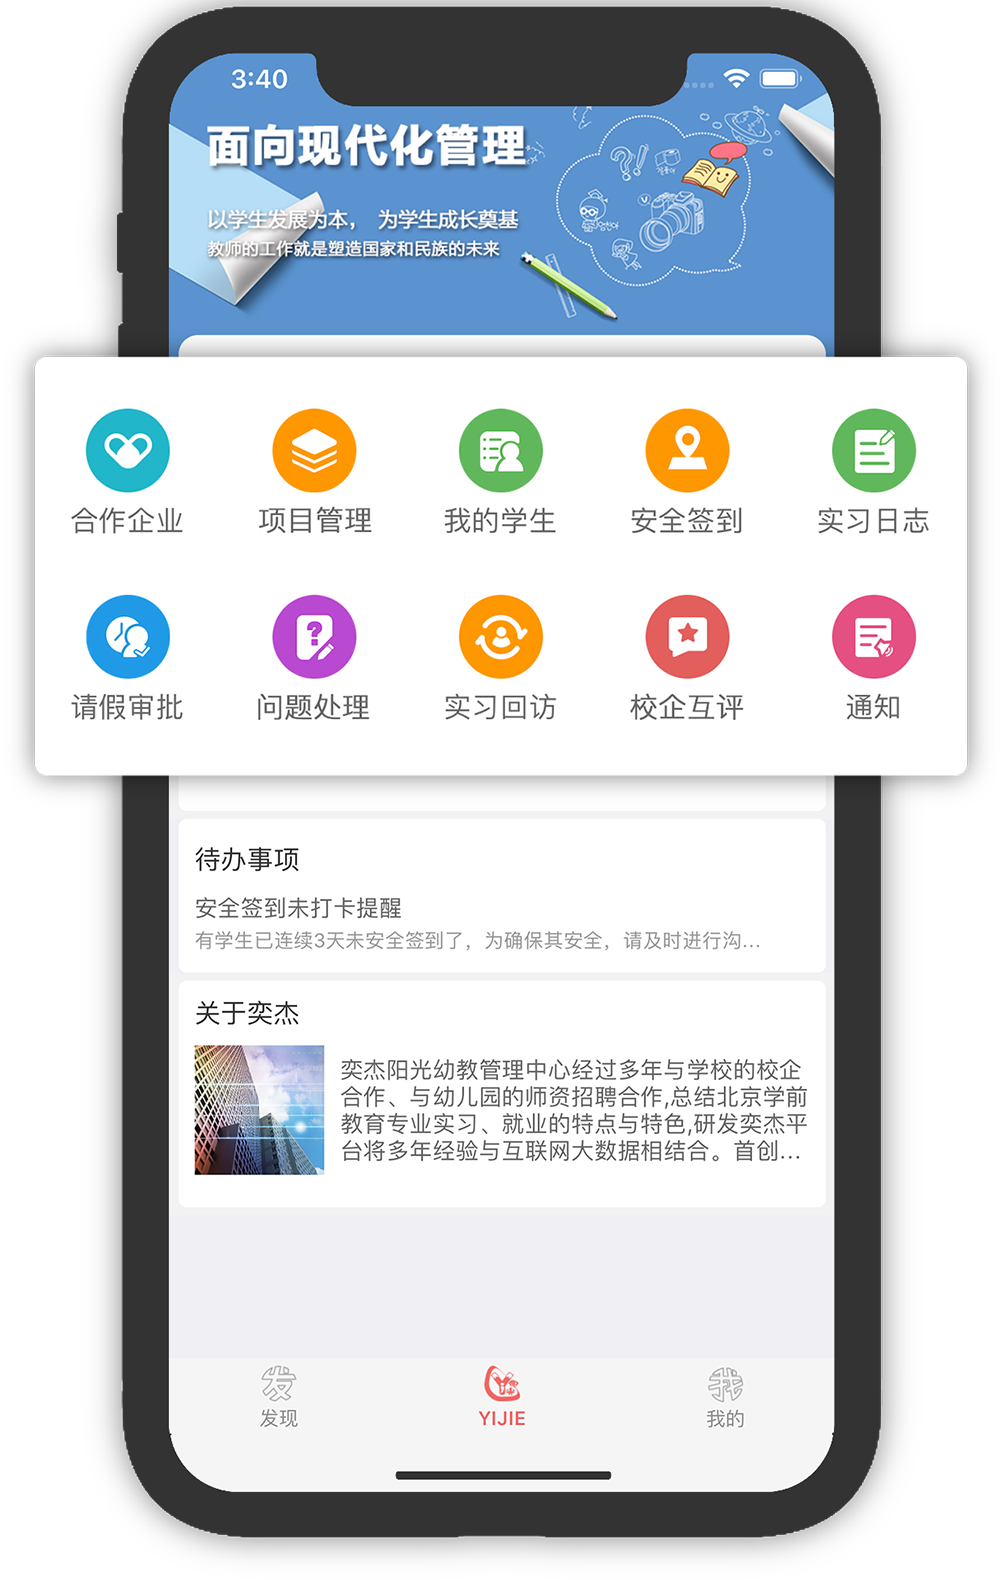 3:40
面向现代化管理
以学生发展为本， 为学生成长奠基
教师的工作就是塑造国家和民族的未来
合作企业 项目管理 我的学生 安全签到 实习日志
请假审批 问题处理 实习回访 校企互评 通知
待办事项
安全签到未打卡提醒
有学生已连续3天未安全签到了，为确保其安全，请及时进行沟...
关于奕杰
奕杰阳光幼教管理中心经过多年与学校的校企
合作、与幼儿园的师资招聘合作,总结北京学前
教育专业实习、就业的特点与特色,研发奕杰平
台将多年经验与互联网大数据相结合。首创...
发 我
发现 YIJIE 我的